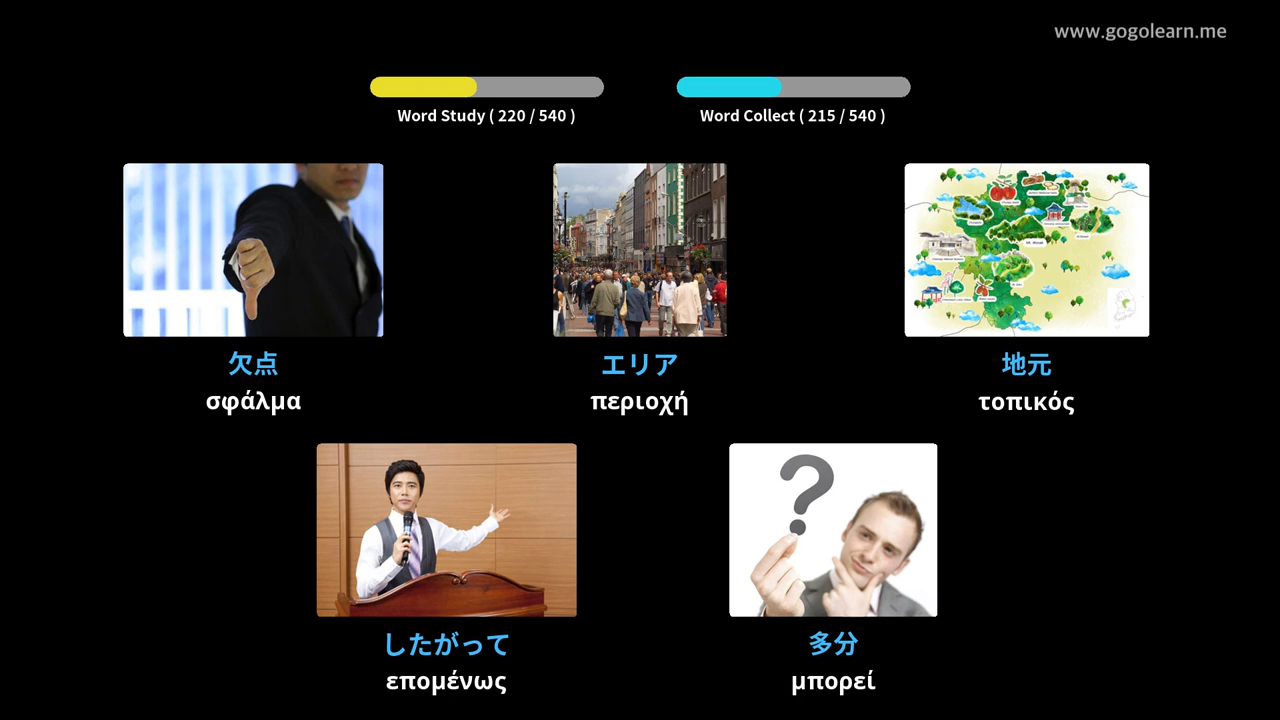 www.gogolearn.me
Word Study ( 220 / 540 )
Word Collect ( 215 / 540 )
欠点
σφάλμα
エリア
περιοχή
地元
τοπικός
したがって
επομένως
多分
μπορεί